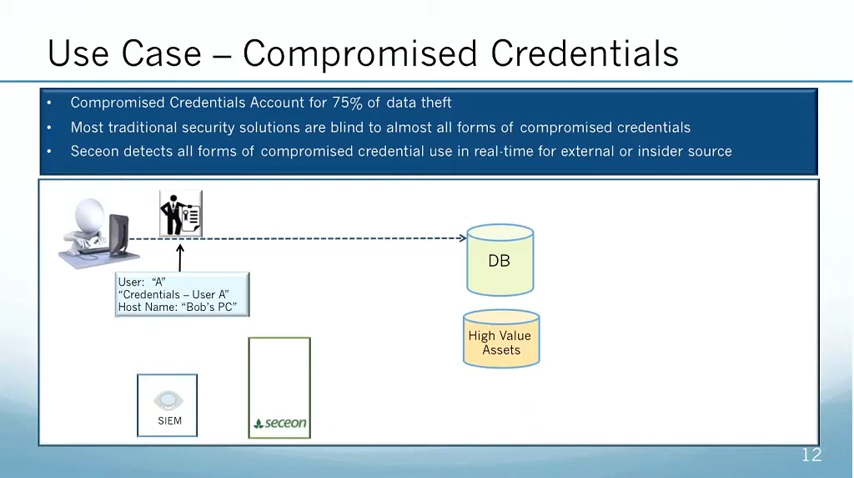 Use Case – Compromised Credentials
• Compromised Credentials Account for 75% of data theft
• Most traditional security solutions are blind to almost all forms of compromised credentials
• Seceon detects all forms of compromised credential use in real-time for external or insider source
DB
User: “A”
“Credentials – User A”
Host Name: “Bob’s PC”
High Value
Assets
SIEM
seceon
12